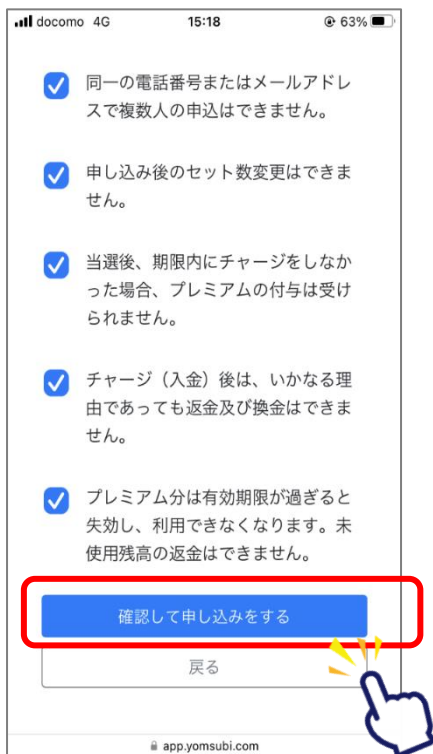 docomo 4G 15:18 63%
同一の電話番号またはメールアドレ
スで複数人の申込はできません。
申し込み後のセット数変更はできま
せん。
当選後、期限内にチャージをしなか
った場合、プレミアムの付与は受け
られません。
チャージ（入金）後は、いかなる理
由であっても返金及び換金はできま
せん。
プレミアム分は有効期限が過ぎると
失効し、利用できなくなります。未
使用残高の返金はできません。
確認して申し込みをする
戻る
app.yomsubi.com